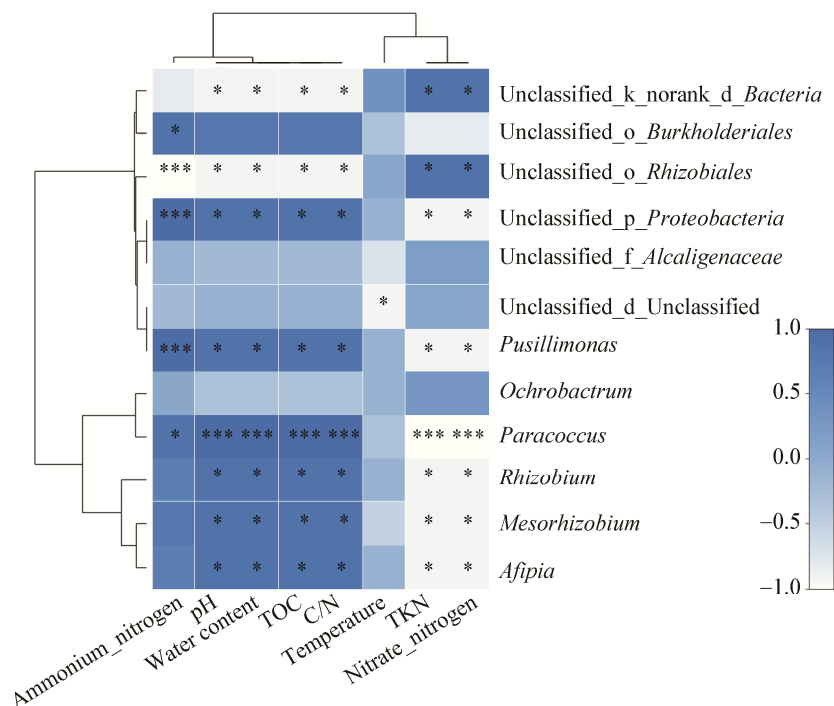 * * * * * * Unclassified_k_norank_d_Bacteria
* Unclassified_o_Burkholderiales
*** * * * * * * Unclassified_o_Rhizobiales
*** * * * * * * Unclassified_p_Proteobacteria
Unclassified_f_Alcaligenaceae
* Unclassified_d_Unclassified
*** * * * * * * Pusillimonas
Ochrobactrum
* *** *** *** *** *** *** Paracoccus
* * * * * * Rhizobium
* * * * * * Mesorhizobium
* * * * * * Afipia
1.0
0.5
0.0
−0.5
−1.0
Ammonium_nitrogen
pH
Water content
TOC
C/N
Temperature
TKN
Nitrate_nitrogen